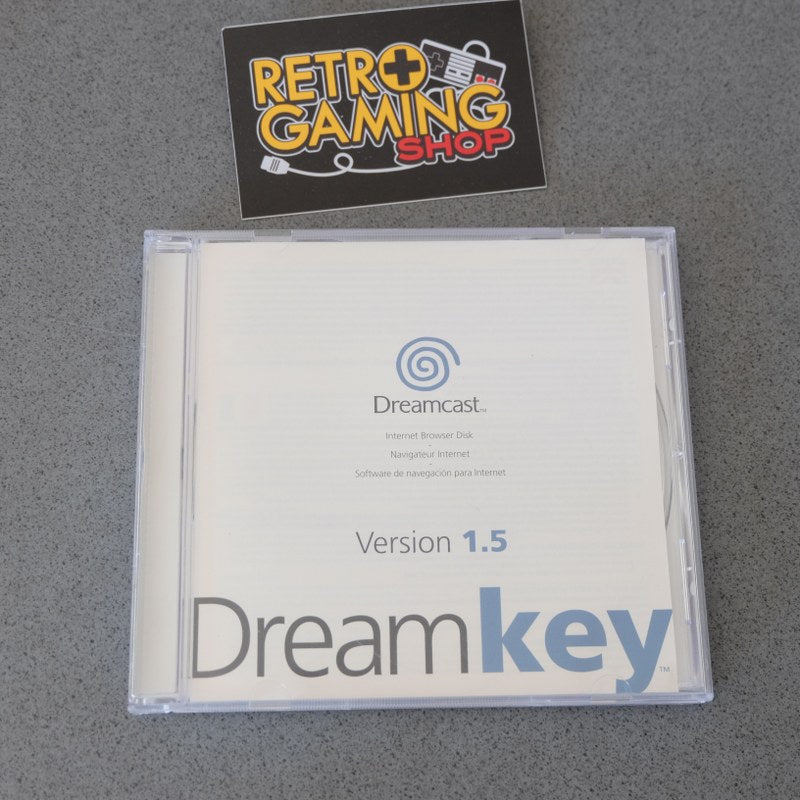 RETRO
GAMING
SHOP
Dreamcast™
Internet Browser Disk
-
Navigateur Internet
-
Software de navegación para Internet
Version 1.5
Dreamkey™